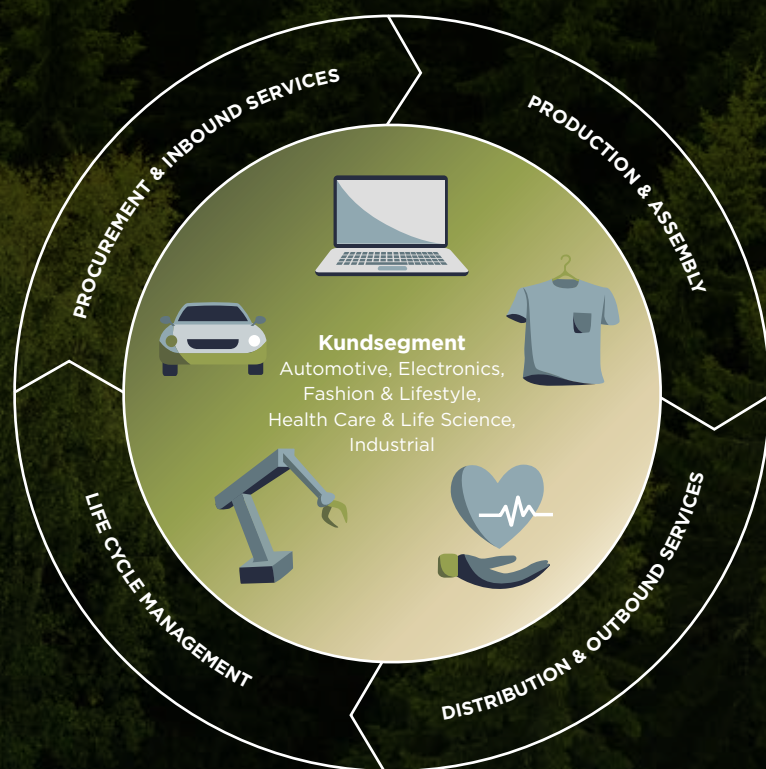 PROCUREMENT & INBOUND SERVICES
PRODUCTION & ASSEMBLY
Kundsegment
Automotive, Electronics,
Fashion & Lifestyle,
Health Care & Life Science,
Industrial
DISTRIBUTION & OUTBOUND SERVICES
LIFE CYCLE MANAGEMENT